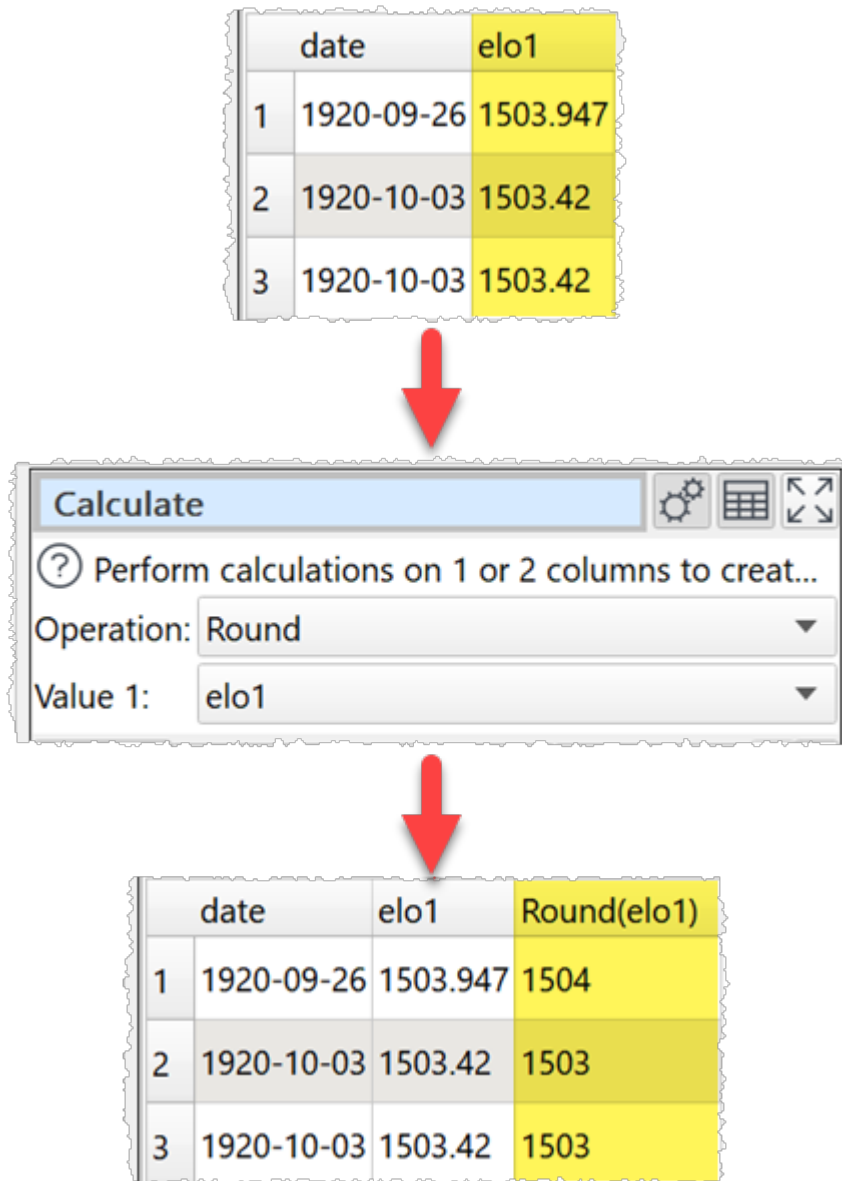 date elo1
1 1920-09-26 1503.947
2 1920-10-03 1503.42
3 1920-10-03 1503.42
Calculate
? Perform calculations on 1 or 2 columns to creat...
Operation: Round
Value 1: elo1
date elo1 Round(elo1)
1 1920-09-26 1503.947 1504
2 1920-10-03 1503.42 1503
3 1920-10-03 1503.42 1503